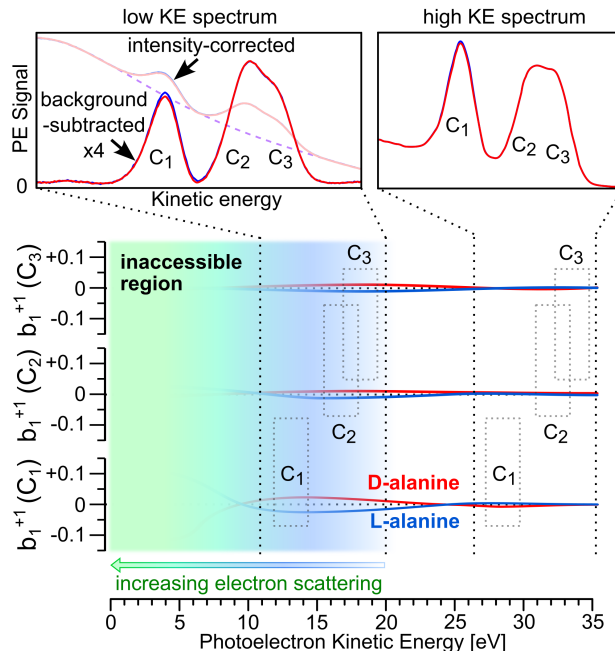 low KE spectrum
high KE spectrum
intensity-corrected
background
-subtracted
x4
C1
C2
C3
C1
C2
C3
PE Signal
0
Kinetic energy
inaccessible
region
b1+1 (C3)
+0.1
0
-0.1
C3
C3
b1+1 (C2)
+0.1
0
-0.1
C2
C2
b1+1 (C1)
+0.1
0
-0.1
C1
C1
D-alanine
L-alanine
increasing electron scattering
0 5 10 15 20 25 30 35
Photoelectron Kinetic Energy [eV]